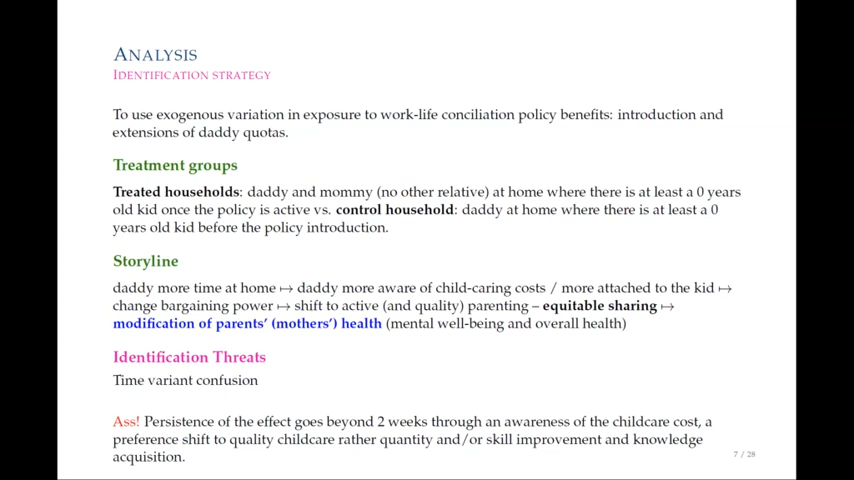 ANALYSIS
IDENTIFICATION STRATEGY
To use exogenous variation in exposure to work-life conciliation policy benefits: introduction and
extensions of daddy quotas.
Treatment groups
Treated households: daddy and mommy (no other relative) at home where there is at least a 0 years
old kid once the policy is active vs. control household: daddy at home where there is at least a 0
years old kid before the policy introduction.
Storyline
daddy more time at home ↦ daddy more aware of child-caring costs / more attached to the kid ↦
change bargaining power ↦ shift to active (and quality) parenting – equitable sharing ↦
modification of parents' (mothers') health (mental well-being and overall health)
Identification Threats
Time variant confusion
Ass! Persistence of the effect goes beyond 2 weeks through an awareness of the childcare cost, a
preference shift to quality childcare rather quantity and/or skill improvement and knowledge
acquisition.
7 / 28